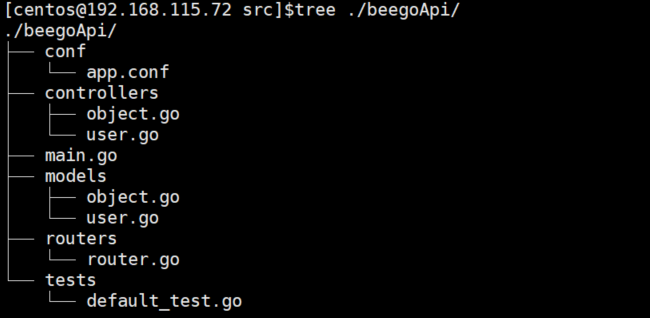 [centos@192.168.115.72 src]$tree ./beegoApi/
./beegoApi/
├── conf
│   └── app.conf
├── controllers
│   ├── object.go
│   └── user.go
├── main.go
├── models
│   ├── object.go
│   └── user.go
├── routers
│   └── router.go
└── tests
    └── default_test.go